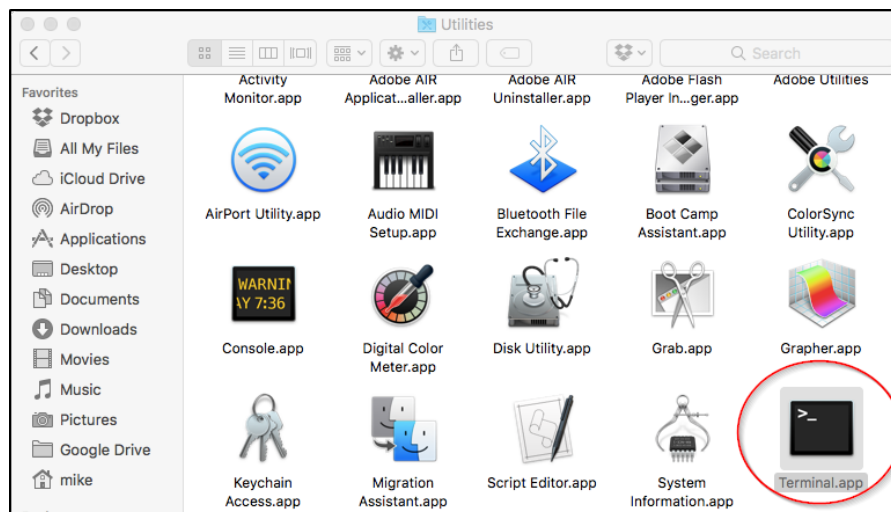 Utilities
Search
Favorites
Dropbox
All My Files
iCloud Drive
AirDrop
Applications
Desktop
Documents
Downloads
Movies
Music
Pictures
Google Drive
mike
Activity
Monitor.app
Adobe AIR
Applicat...aller.app
Adobe AIR
Uninstaller.app
Adobe Flash
Player In...ger.app
Adobe Utilities
AirPort Utility.app
Audio MIDI
Setup.app
Bluetooth File
Exchange.app
Boot Camp
Assistant.app
ColorSync
Utility.app
WARNIN
AY 7:36
Console.app
Digital Color
Meter.app
Disk Utility.app
Grab.app
Grapher.app
Keychain
Access.app
Migration
Assistant.app
Script Editor.app
System
Information.app
>_
Terminal.app